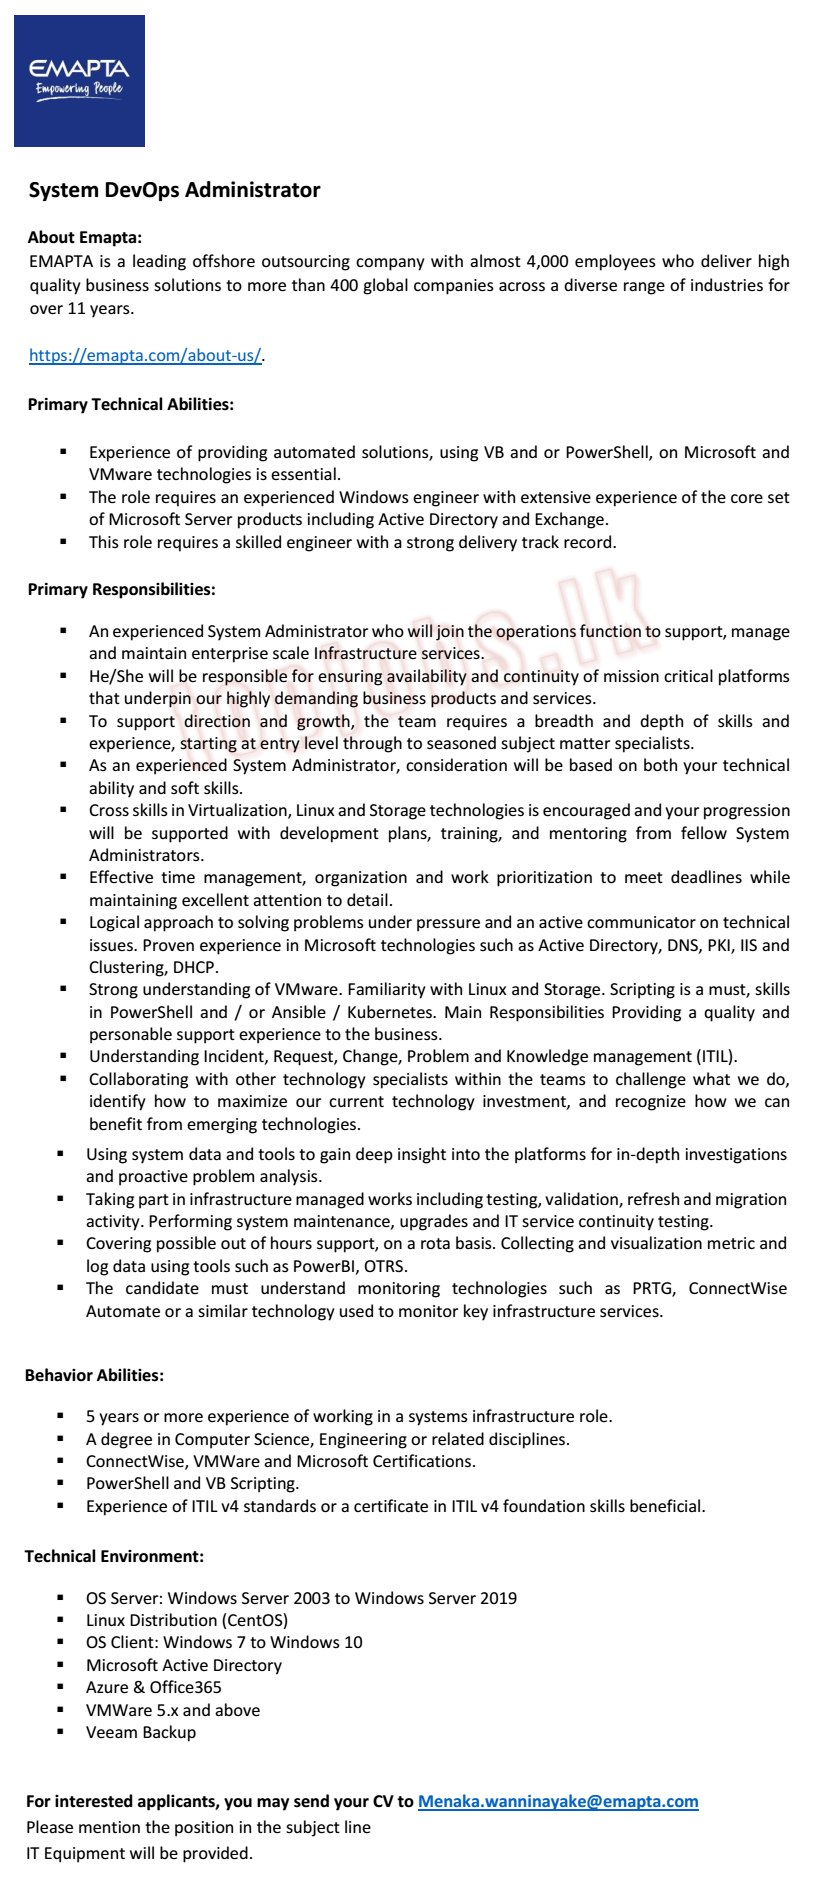 EMAPTA
Empowering People
System DevOps Administrator
About Emapta:
EMAPTA is a leading offshore outsourcing company with almost 4,000 employees who deliver high
quality business solutions to more than 400 global companies across a diverse range of industries for
over 11 years.
https://emapta.com/about-us/.
Primary Technical Abilities:
▪ Experience of providing automated solutions, using VB and or PowerShell, on Microsoft and
VMware technologies is essential.
▪ The role requires an experienced Windows engineer with extensive experience of the core set
of Microsoft Server products including Active Directory and Exchange.
▪ This role requires a skilled engineer with a strong delivery track record.
Primary Responsibilities:
topjobs.lk
▪ An experienced System Administrator who will join the operations function to support, manage
and maintain enterprise scale Infrastructure services.
▪ He/She will be responsible for ensuring availability and continuity of mission critical platforms
that underpin our highly demanding business products and services.
▪ To support direction and growth, the team requires a breadth and depth of skills and
experience, starting at entry level through to seasoned subject matter specialists.
▪ As an experienced System Administrator, consideration will be based on both your technical
ability and soft skills.
▪ Cross skills in Virtualization, Linux and Storage technologies is encouraged and your progression
will be supported with development plans, training, and mentoring from fellow System
Administrators.
▪ Effective time management, organization and work prioritization to meet deadlines while
maintaining excellent attention to detail.
▪ Logical approach to solving problems under pressure and an active communicator on technical
issues. Proven experience in Microsoft technologies such as Active Directory, DNS, PKI, IIS and
Clustering, DHCP.
▪ Strong understanding of VMware. Familiarity with Linux and Storage. Scripting is a must, skills
in PowerShell and / or Ansible / Kubernetes. Main Responsibilities Providing a quality and
personable support experience to the business.
▪ Understanding Incident, Request, Change, Problem and Knowledge management (ITIL).
▪ Collaborating with other technology specialists within the teams to challenge what we do,
identify how to maximize our current technology investment, and recognize how we can
benefit from emerging technologies.
▪ Using system data and tools to gain deep insight into the platforms for in-depth investigations
and proactive problem analysis.
▪ Taking part in infrastructure managed works including testing, validation, refresh and migration
activity. Performing system maintenance, upgrades and IT service continuity testing.
▪ Covering possible out of hours support, on a rota basis. Collecting and visualization metric and
log data using tools such as PowerBI, OTRS.
▪ The candidate must understand monitoring technologies such as PRTG, ConnectWise
Automate or a similar technology used to monitor key infrastructure services.
Behavior Abilities:
▪ 5 years or more experience of working in a systems infrastructure role.
▪ A degree in Computer Science, Engineering or related disciplines.
▪ ConnectWise, VMWare and Microsoft Certifications.
▪ PowerShell and VB Scripting.
▪ Experience of ITIL v4 standards or a certificate in ITIL v4 foundation skills beneficial.
Technical Environment:
▪ OS Server: Windows Server 2003 to Windows Server 2019
▪ Linux Distribution (CentOS)
▪ OS Client: Windows 7 to Windows 10
▪ Microsoft Active Directory
▪ Azure & Office365
▪ VMWare 5.x and above
▪ Veeam Backup
For interested applicants, you may send your CV to Menaka.wanninayake@emapta.com
Please mention the position in the subject line
IT Equipment will be provided.